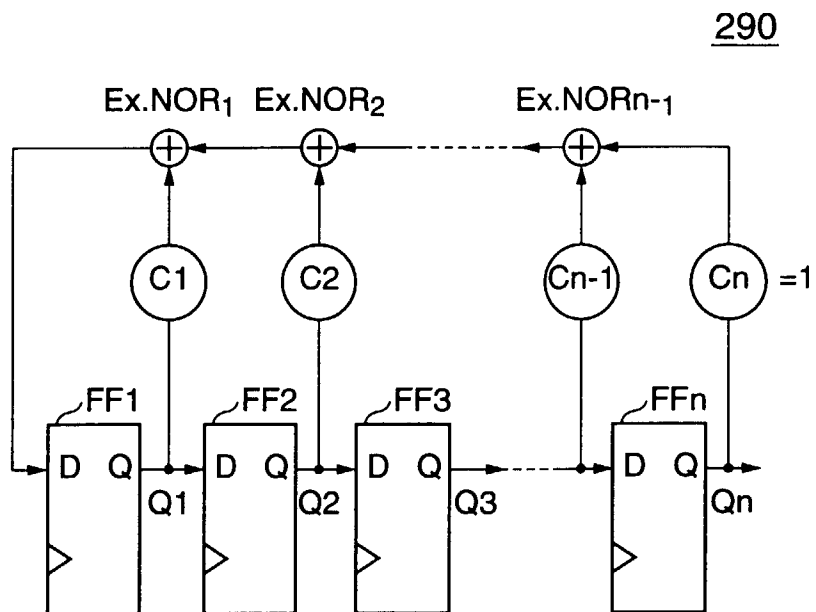 290
Ex.NOR1 Ex.NOR2 Ex.NORn-1
C1 C2 Cn-1 Cn =1
FF1 FF2 FF3 FFn
D Q D Q D Q D Q
Q1 Q2 Q3 Qn